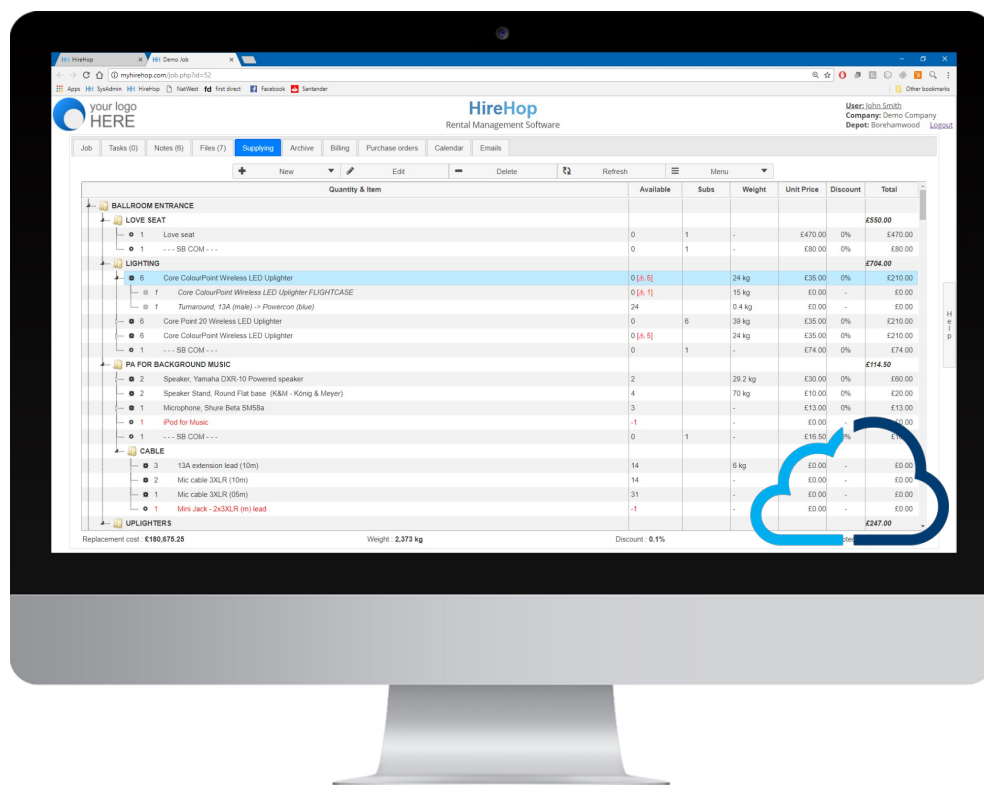 HH HireHop × HH Demo Job ×
myhirehop.com/job.php?id=52
Apps HH SysAdmin HH HireHop NatWest fd first direct Facebook Santander Other bookmarks
your logo
HERE
HireHop
Rental Management Software
User: John Smith
Company: Demo Company
Depot: Borehamwood Logout
Job Tasks (0) Notes (6) Files (7) Supplying Archive Billing Purchase orders Calendar Emails
New Edit Delete Refresh Menu
Quantity & Item Available Subs Weight Unit Price Discount Total
BALLROOM ENTRANCE
LOVE SEAT £550.00
1 Love seat 0 1 - £470.00 0% £470.00
1 - - - SB COM - - - 0 1 - £80.00 0% £80.00
LIGHTING £704.00
6 Core ColourPoint Wireless LED Uplighter 0 [⚠ 5] 24 kg £35.00 0% £210.00
1 Core ColourPoint Wireless LED Uplighter FLIGHTCASE 0 [⚠ 1] 15 kg £0.00 - £0.00
1 Turnaround, 13A (male) -> Powercon (blue) 24 0.4 kg £0.00 - £0.00
6 Core Point 20 Wireless LED Uplighter 0 6 39 kg £35.00 0% £210.00
6 Core ColourPoint Wireless LED Uplighter 0 [⚠ 5] 24 kg £35.00 0% £210.00
1 - - - SB COM - - - 0 1 - £74.00 0% £74.00
PA FOR BACKGROUND MUSIC £114.50
2 Speaker, Yamaha DXR-10 Powered speaker 2 29.2 kg £30.00 0% £60.00
2 Speaker Stand, Round Flat base (K&M - König & Meyer) 4 70 kg £10.00 0% £20.00
1 Microphone, Shure Beta SM58a 3 - £13.00 0% £13.00
1 iPod for Music -1 - £0.00 -
1 - - - SB COM - - - 0 1 - £16.50
CABLE
3 13A extension lead (10m) 14 6 kg £0.00 - £0.00
2 Mic cable 3XLR (10m) 14 - £0.00 - £0.00
1 Mic cable 3XLR (05m) 31 - £0.00 - £0.00
1 Mini Jack - 2x3XLR (m) lead -1 £0.00 - £0.00
UPLIGHTERS £247.00
Replacement cost : £180,675.25 Weight : 2,373 kg Discount : 0.1%
Help